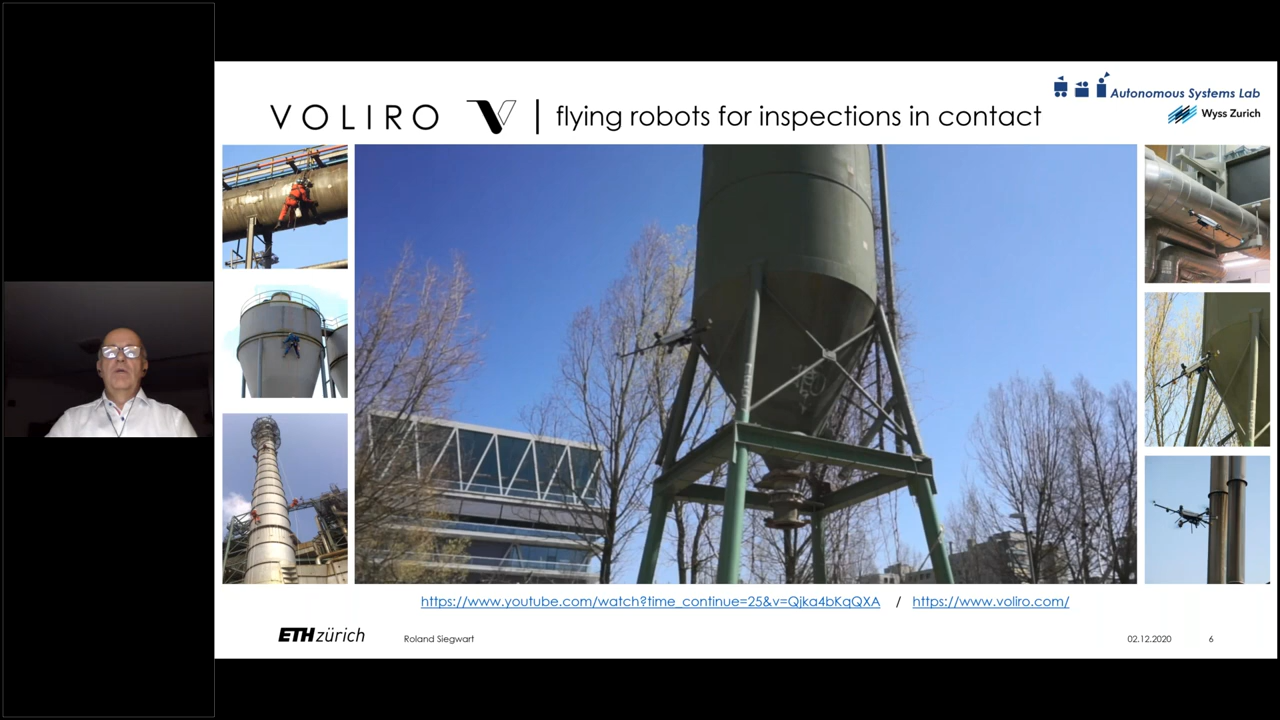 VOLIRO
flying robots for inspections in contact
Autonomous Systems Lab
Wyss Zurich
https://www.youtube.com/watch?time_continue=25&v=Qjka4bKqQXA / https://www.voliro.com/
ETH zürich
Roland Siegwart
02.12.2020
6